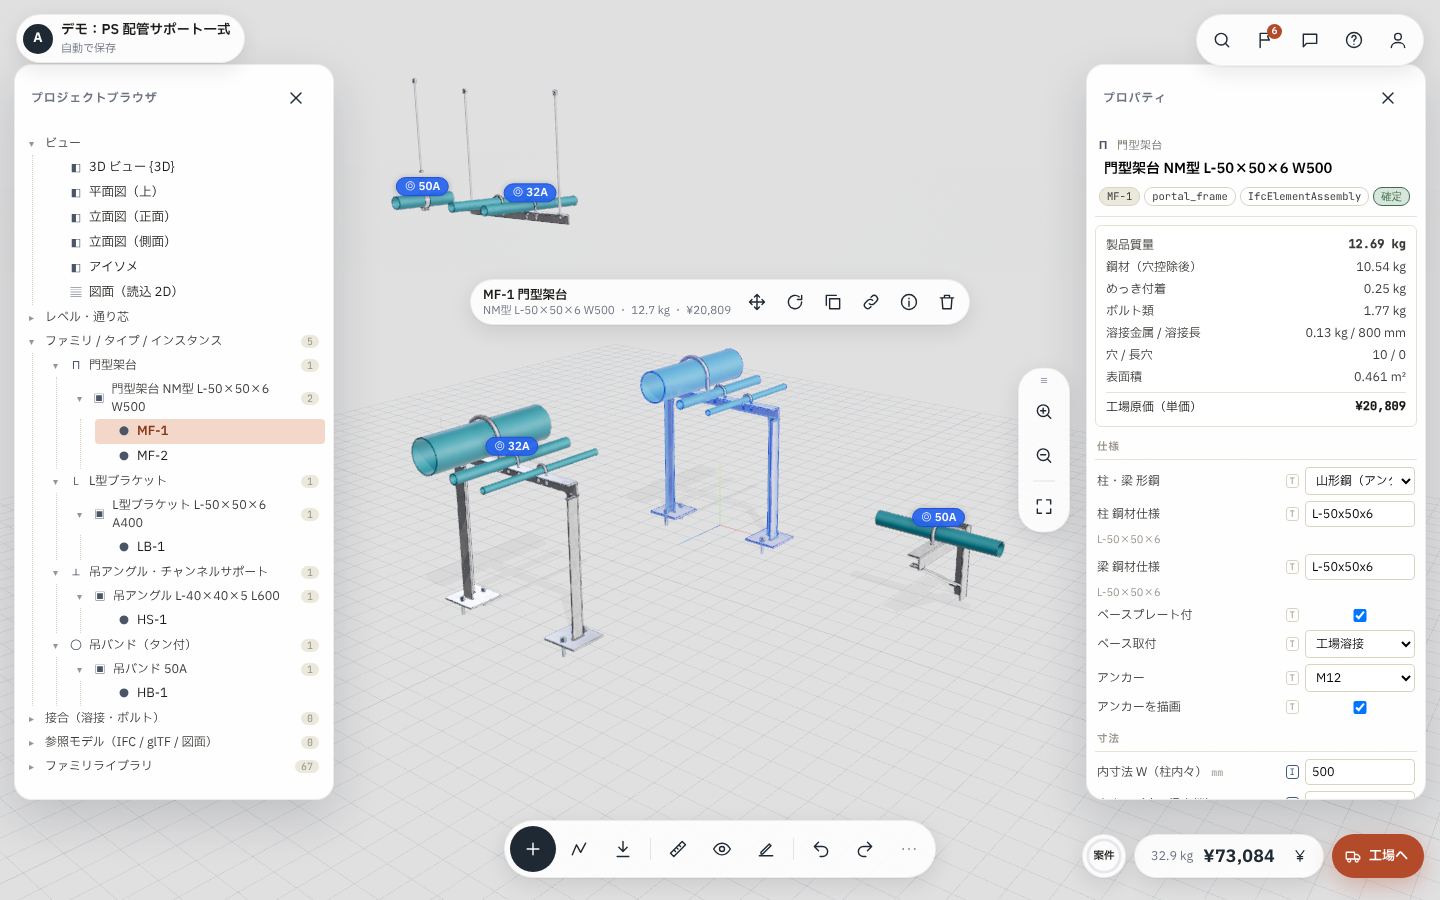 A
デモ：PS 配管サポート一式
自動で保存
6
プロジェクトブラウザ
ビュー
3D ビュー {3D}
平面図（上）
立面図（正面）
立面図（側面）
アイソメ
図面（読込 2D）
レベル・通り芯
ファミリ / タイプ / インスタンス 5
門型架台 1
門型架台 NM型 L-50×50×6
W500 2
MF-1
MF-2
L型ブラケット 1
L型ブラケット L-50×50×6
A400 1
LB-1
吊アングル・チャンネルサポート 1
吊アングル L-40×40×5 L600 1
HS-1
吊バンド（タン付） 1
吊バンド 50A 1
HB-1
接合（溶接・ボルト） 0
参照モデル（IFC / glTF / 図面） 0
ファミリライブラリ 67
50A
32A
MF-1 門型架台
NM型 L-50×50×6 W500 · 12.7 kg · ¥20,809
32A
50A
プロパティ
門型架台
門型架台 NM型 L-50×50×6 W500
MF-1 portal_frame IfcElementAssembly 確定
製品質量 12.69 kg
鋼材（穴控除後） 10.54 kg
めっき付着 0.25 kg
ボルト類 1.77 kg
溶接金属 / 溶接長 0.13 kg / 800 mm
穴 / 長穴 10 / 0
表面積 0.461 m²
工場原価（単価） ¥20,809
仕様
柱・梁 形鋼 T 山形鋼（アング
柱 鋼材仕様 T L-50x50x6
L-50×50×6
梁 鋼材仕様 T L-50x50x6
L-50×50×6
ベースプレート付 T
ベース取付 T 工場溶接
アンカー T M12
アンカーを描画 T
寸法
内寸法 W（柱内々） mm I 500
案件
32.9 kg ¥73,084 ¥
工場へ